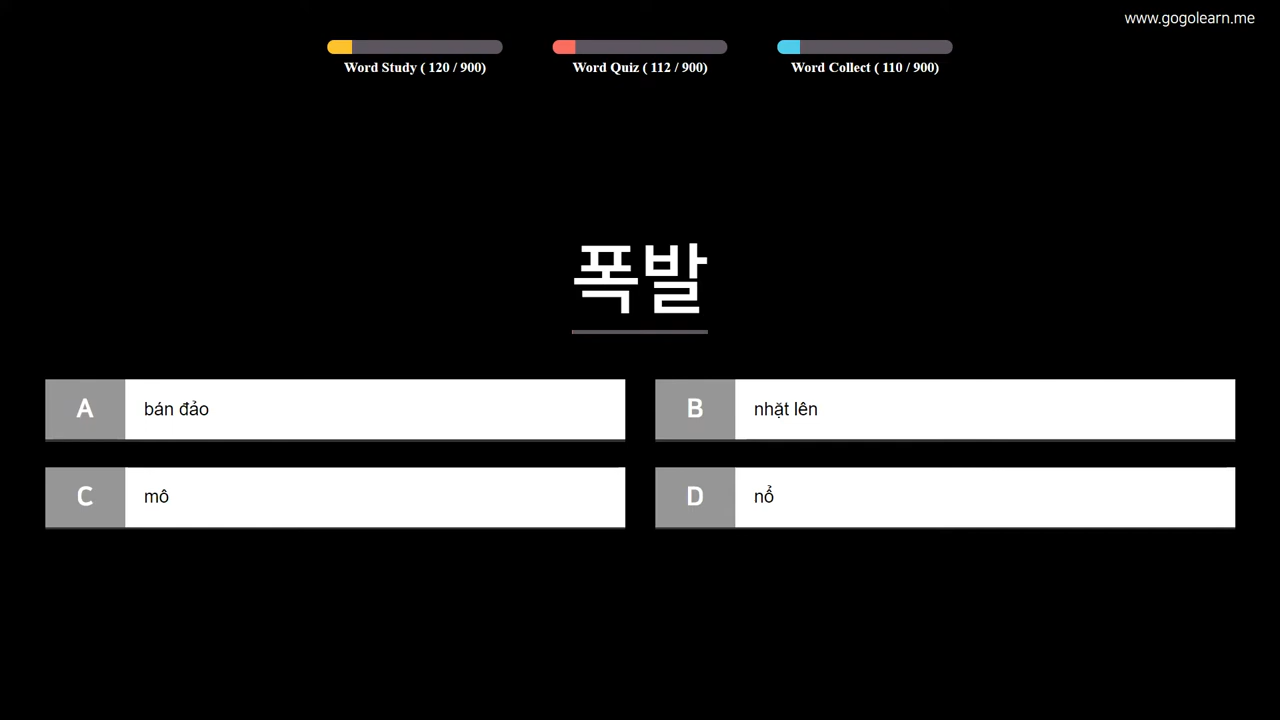 www.gogolearn.me
Word Study ( 120 / 900)
Word Quiz ( 112 / 900)
Word Collect ( 110 / 900)
폭발
A bán đảo
B nhặt lên
C mô
D nổ